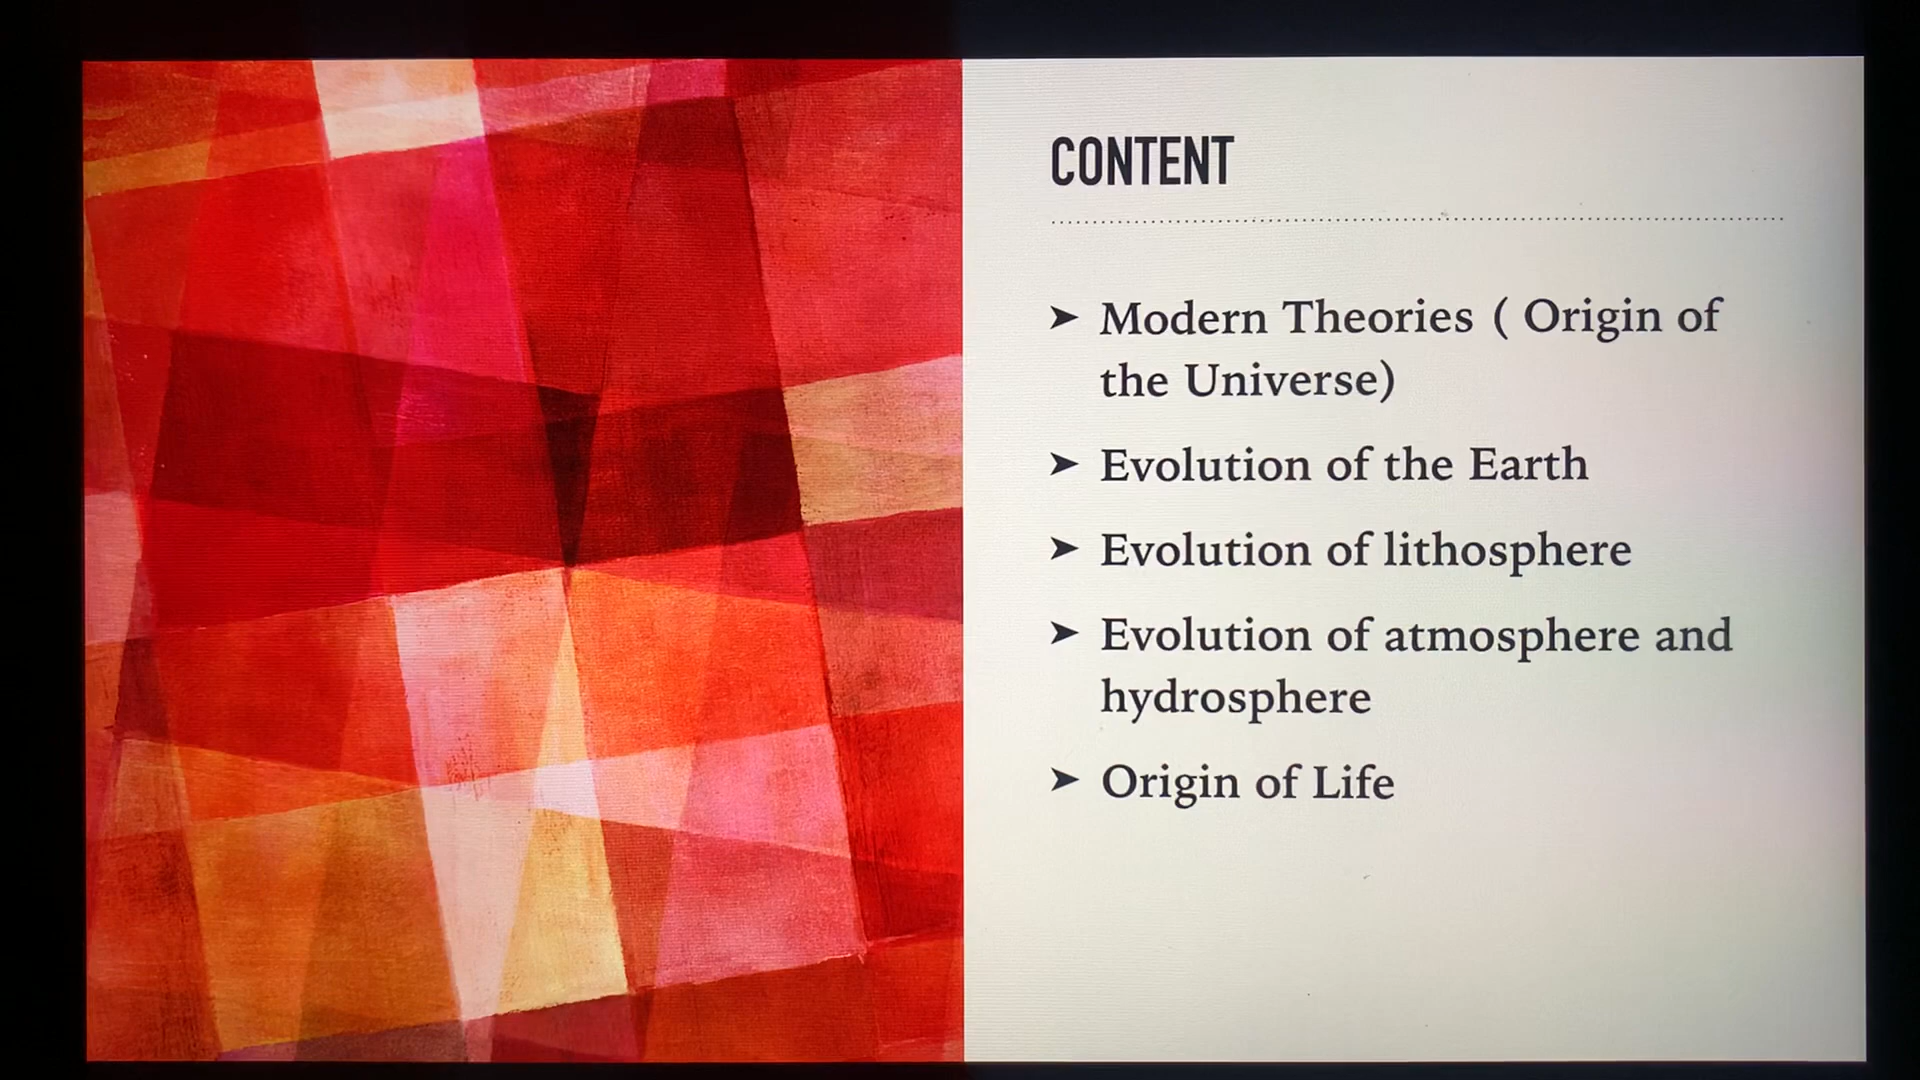 CONTENT
➤ Modern Theories ( Origin of
the Universe)
➤ Evolution of the Earth
➤ Evolution of lithosphere
➤ Evolution of atmosphere and
hydrosphere
➤ Origin of Life